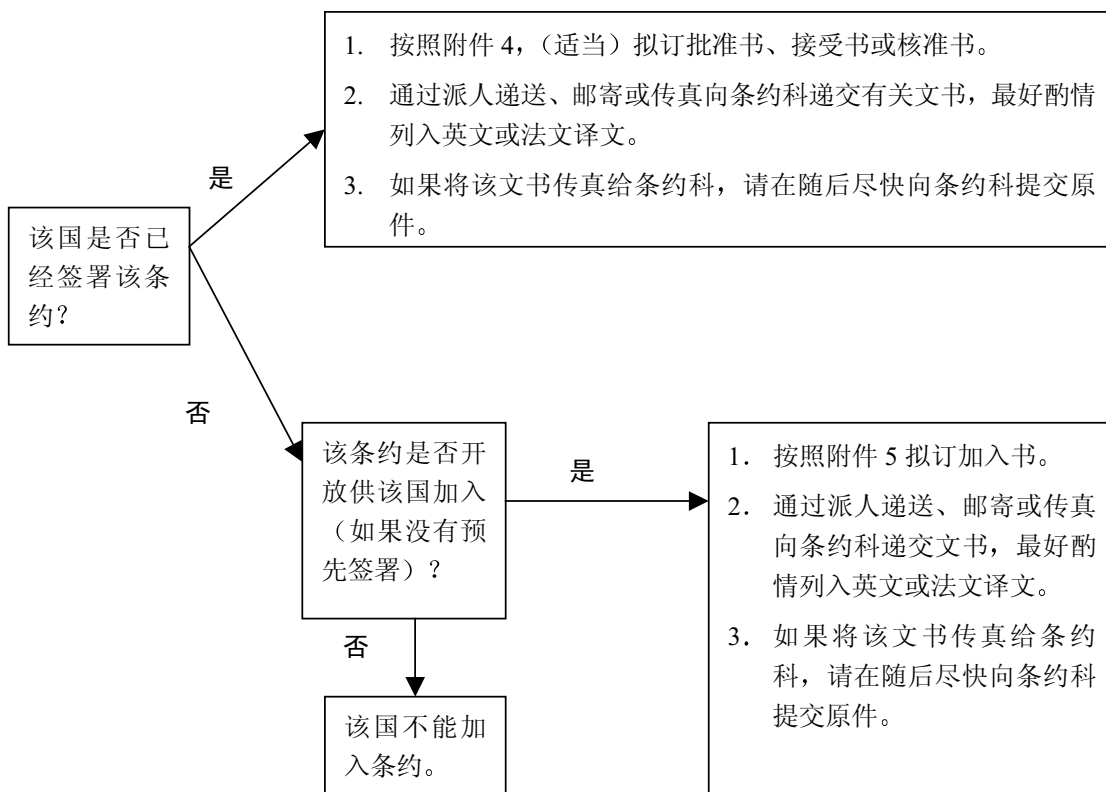 1. 按照附件 4，（适当）拟订批准书、接受书或核准书。
2. 通过派人递送、邮寄或传真向条约科递交有关文书，最好酌情
列入英文或法文译文。
3. 如果将该文书传真给条约科，请在随后尽快向条约科提交原
件。
是
该国是否已
经签署该条
约？
否
该条约是否开
放供该国加入
（如果没有预
先签署）？
是
1. 按照附件 5 拟订加入书。
2. 通过派人递送、邮寄或传真
向条约科递交文书，最好酌
情列入英文或法文译文。
3. 如果将该文书传真给条约
科，请在随后尽快向条约科
提交原件。
否
该国不能加
入条约。